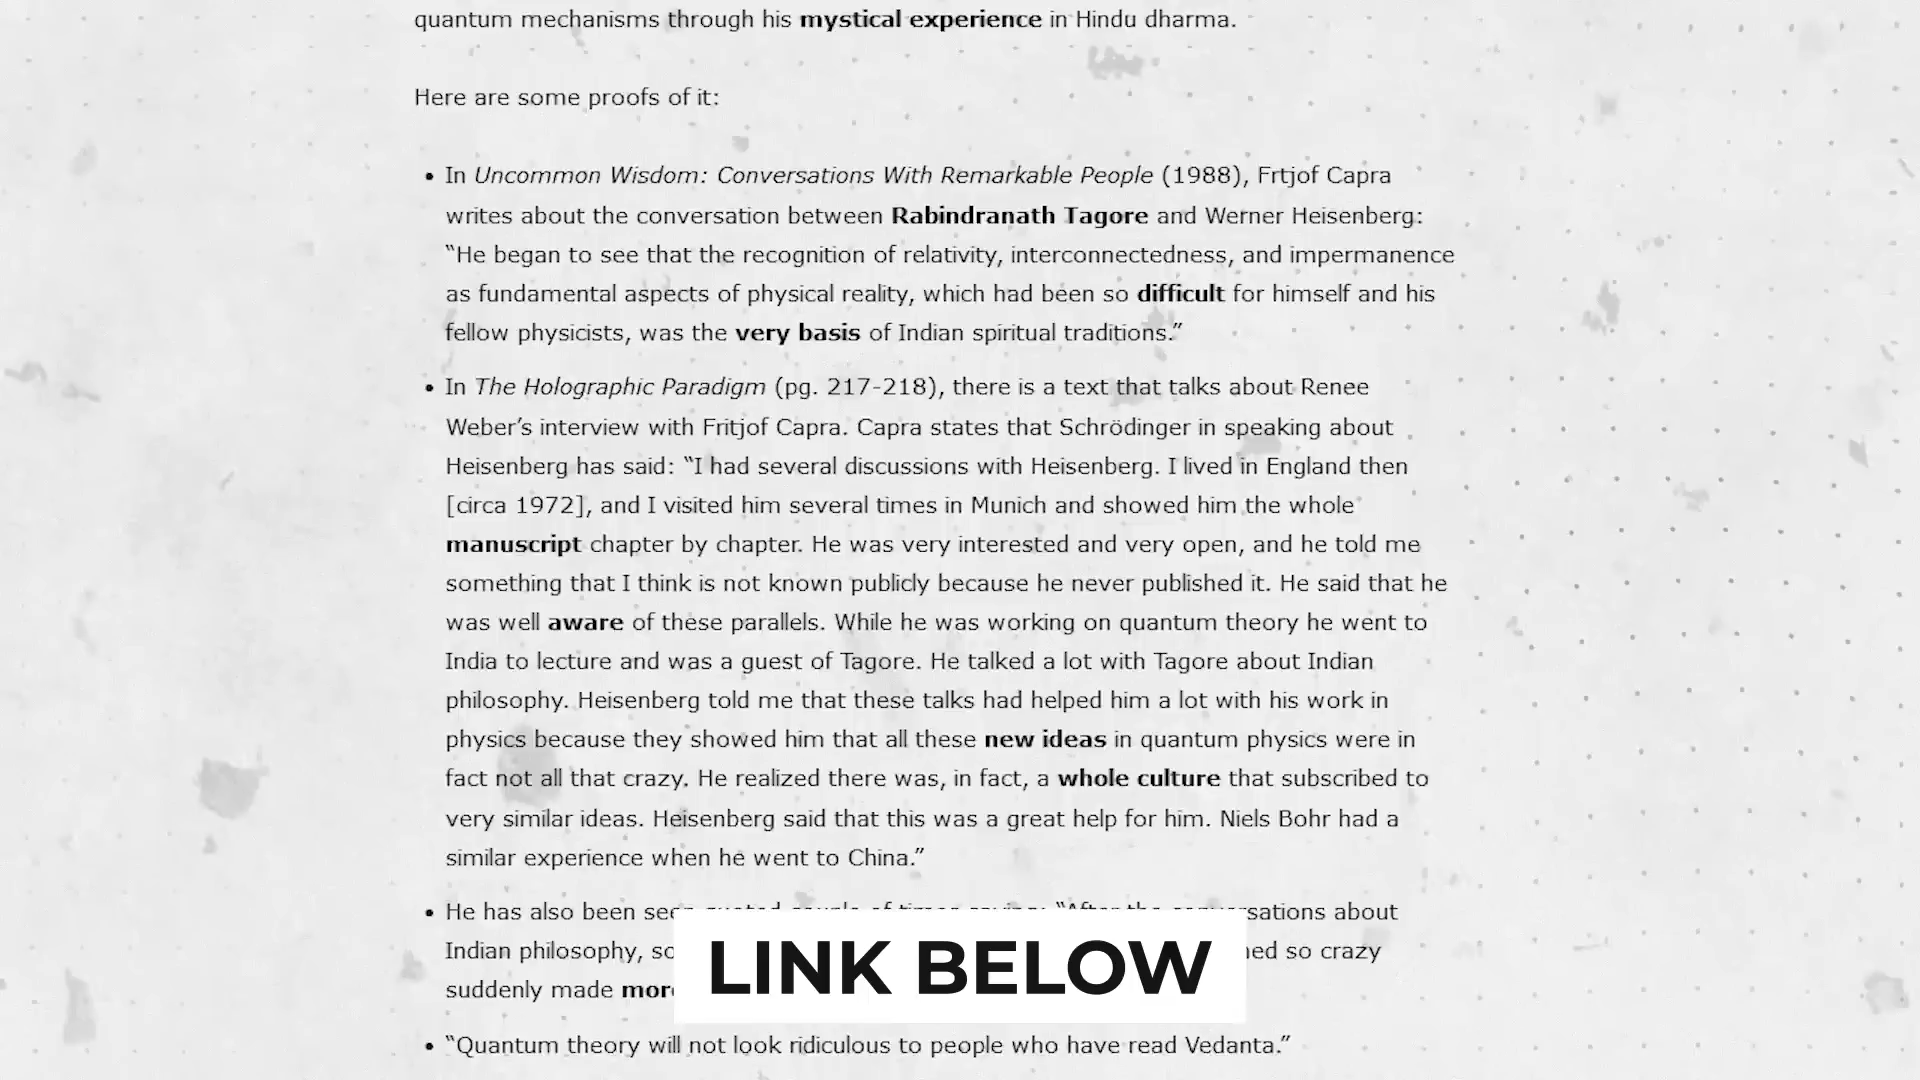 quantum mechanisms through his mystical experience in Hindu dharma.
Here are some proofs of it:
• In Uncommon Wisdom: Conversations With Remarkable People (1988), Frtjof Capra
writes about the conversation between Rabindranath Tagore and Werner Heisenberg:
“He began to see that the recognition of relativity, interconnectedness, and impermanence
as fundamental aspects of physical reality, which had been so difficult for himself and his
fellow physicists, was the very basis of Indian spiritual traditions.”
• In The Holographic Paradigm (pg. 217-218), there is a text that talks about Renee
Weber’s interview with Fritjof Capra. Capra states that Schrödinger in speaking about
Heisenberg has said: “I had several discussions with Heisenberg. I lived in England then
[circa 1972], and I visited him several times in Munich and showed him the whole
manuscript chapter by chapter. He was very interested and very open, and he told me
something that I think is not known publicly because he never published it. He said that he
was well aware of these parallels. While he was working on quantum theory he went to
India to lecture and was a guest of Tagore. He talked a lot with Tagore about Indian
philosophy. Heisenberg told me that these talks had helped him a lot with his work in
physics because they showed him that all these new ideas in quantum physics were in
fact not all that crazy. He realized there was, in fact, a whole culture that subscribed to
very similar ideas. Heisenberg said that this was a great help for him. Niels Bohr had a
similar experience when he went to China.”
• He has also been about
Indian philosophy, so crazy
suddenly made
LINK BELOW
• “Quantum theory will not look ridiculous to people who have read Vedanta.”